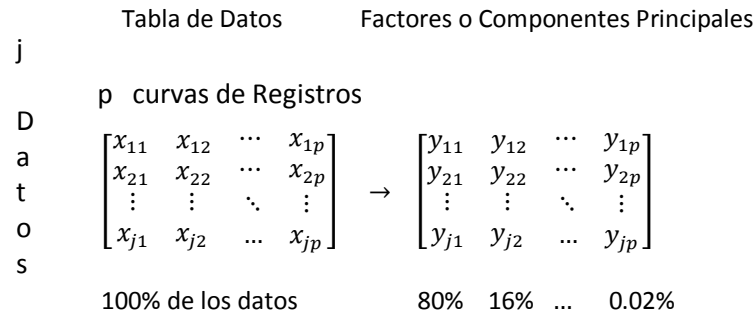 Tabla de Datos Factores o Componentes Principales
j
p curvas de Registros
Datos
x₁₁ x₁₂ ⋯ x₁ₚ y₁₁ y₁₂ ⋯ y₁ₚ
x₂₁ x₂₂ ⋯ x₂ₚ → y₂₁ y₂₂ ⋯ y₂ₚ
⋮ ⋮ ⋱ ⋮ ⋮ ⋮ ⋱ ⋮
xⱼ₁ xⱼ₂ … xⱼₚ yⱼ₁ yⱼ₂ … yⱼₚ
100% de los datos 80% 16% ... 0.02%